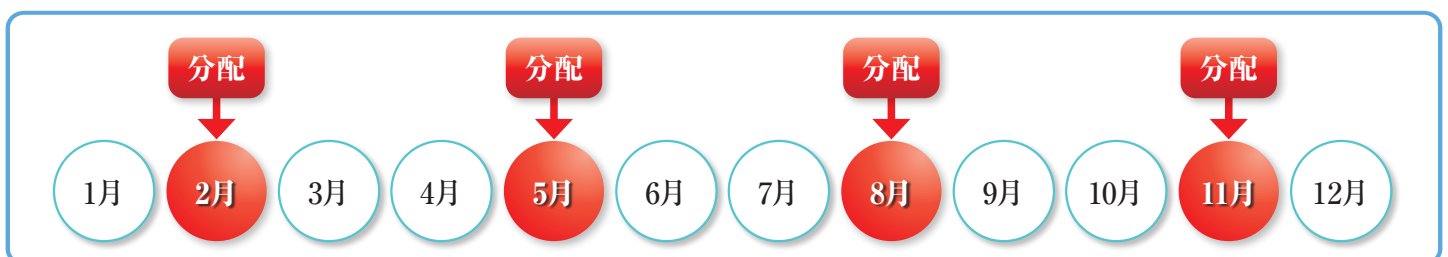 分配 分配 分配 分配
1月 2月 3月 4月 5月 6月 7月 8月 9月 10月 11月 12月